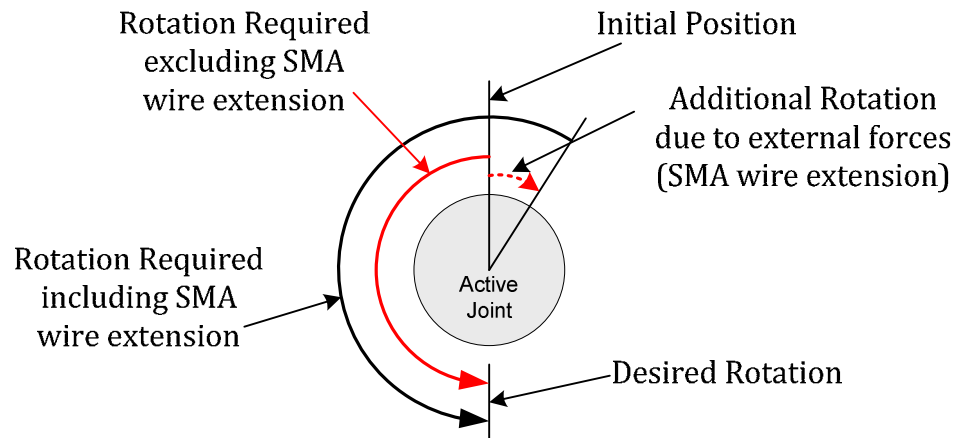 Rotation Required
excluding SMA
wire extension
Initial Position
Additional Rotation
due to external forces
(SMA wire extension)
Rotation Required
including SMA
wire extension
Active
Joint
Desired Rotation